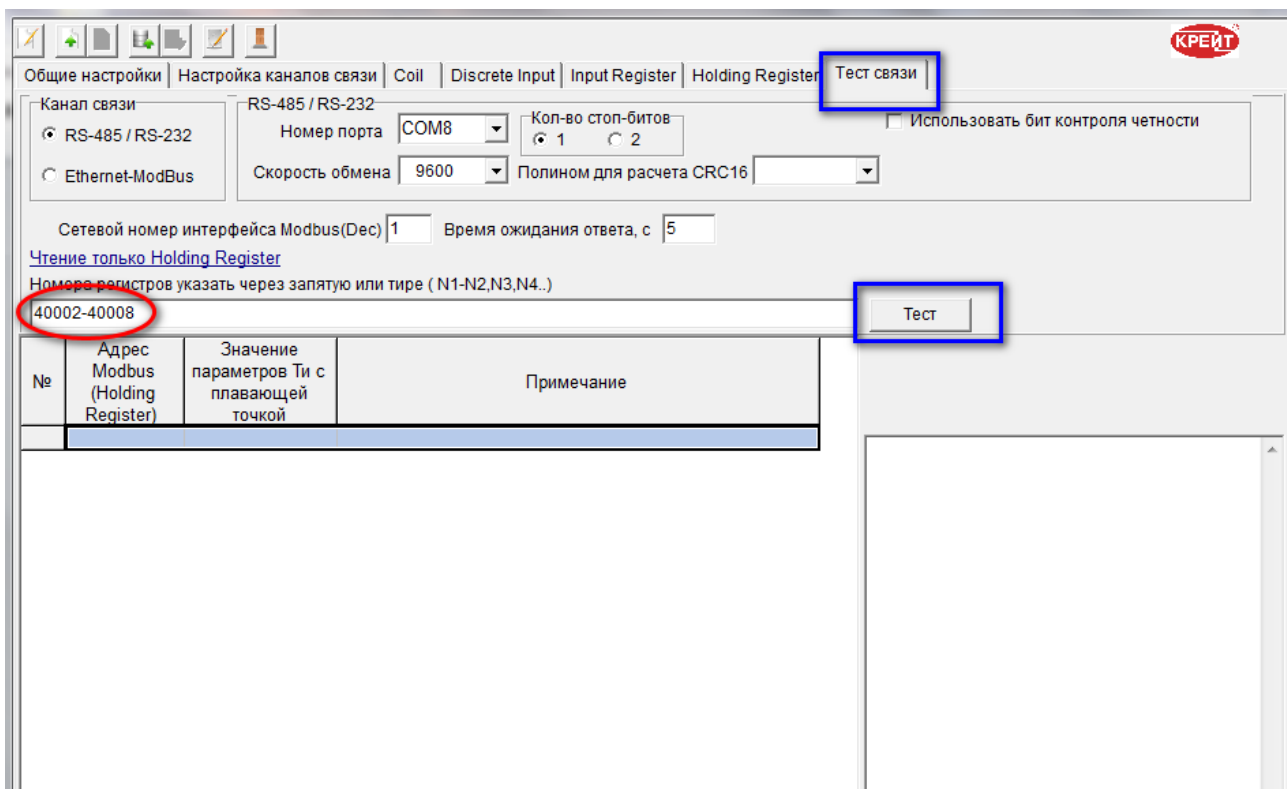 КРЕЙТ
Общие настройки Настройка каналов связи Coil Discrete Input Input Register Holding Register Тест связи
Канал связи RS-485 / RS-232
RS-485 / RS-232 Номер порта COM8 Кол-во стоп-битов 1 2 Использовать бит контроля четности
Ethernet-ModBus Скорость обмена 9600 Полином для расчета CRC16
Сетевой номер интерфейса Modbus(Dec) 1 Время ожидания ответа, с 5
Чтение только Holding Register
Номера регистров указать через запятую или тире ( N1-N2,N3,N4..)
40002-40008 Тест
№ Адрес Modbus (Holding Register) Значение параметров Ти с плавающей точкой Примечание